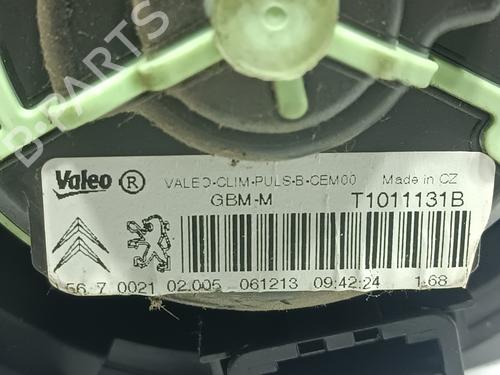 B-PARTS
Valeo ® VALEO-CLIM-PULS-B-CEM00 Made in CZ
GBM-M T1011131B
56 7 0021 02.005 061213 09:42:24 1.68